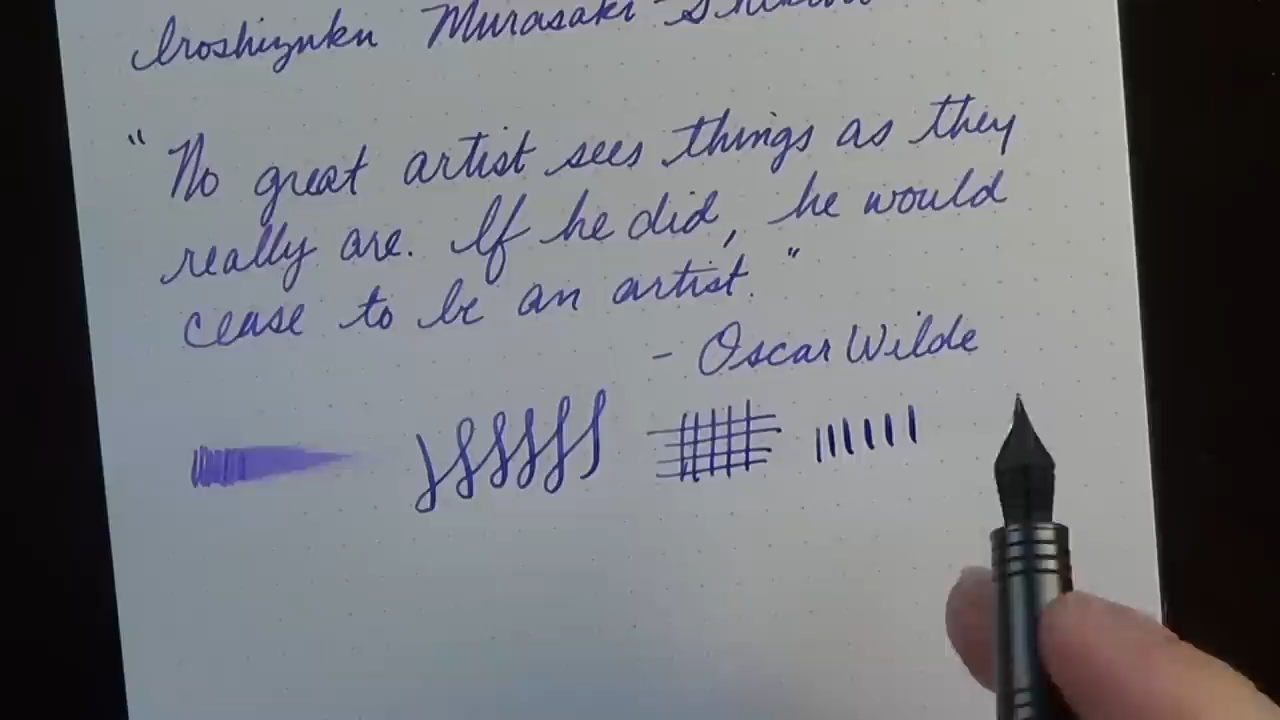 Iroshizuku Murasaki-Shikibu
"No great artist sees things as they
really are. If he did, he would
cease to be an artist."
- Oscar Wilde